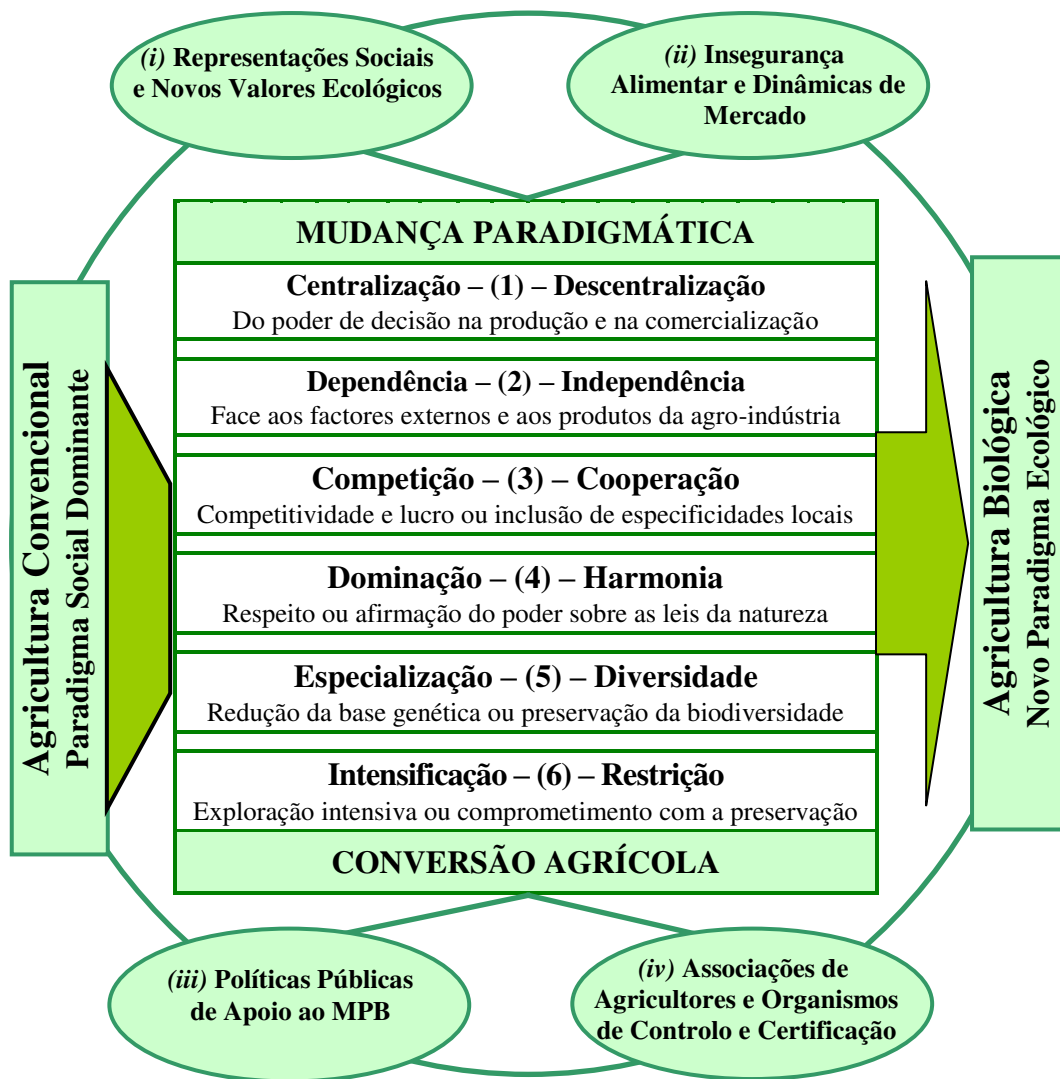 (i) Representações Sociais
e Novos Valores Ecológicos
(ii) Insegurança
Alimentar e Dinâmicas de
Mercado
Agricultura Convencional
Paradigma Social Dominante
MUDANÇA PARADIGMÁTICA
Centralização – (1) – Descentralização
Do poder de decisão na produção e na comercialização
Dependência – (2) – Independência
Face aos factores externos e aos produtos da agro-indústria
Competição – (3) – Cooperação
Competitividade e lucro ou inclusão de especificidades locais
Dominação – (4) – Harmonia
Respeito ou afirmação do poder sobre as leis da natureza
Especialização – (5) – Diversidade
Redução da base genética ou preservação da biodiversidade
Intensificação – (6) – Restrição
Exploração intensiva ou comprometimento com a preservação
CONVERSÃO AGRÍCOLA
Agricultura Biológica
Novo Paradigma Ecológico
(iii) Políticas Públicas
de Apoio ao MPB
(iv) Associações de
Agricultores e Organismos
de Controlo e Certificação